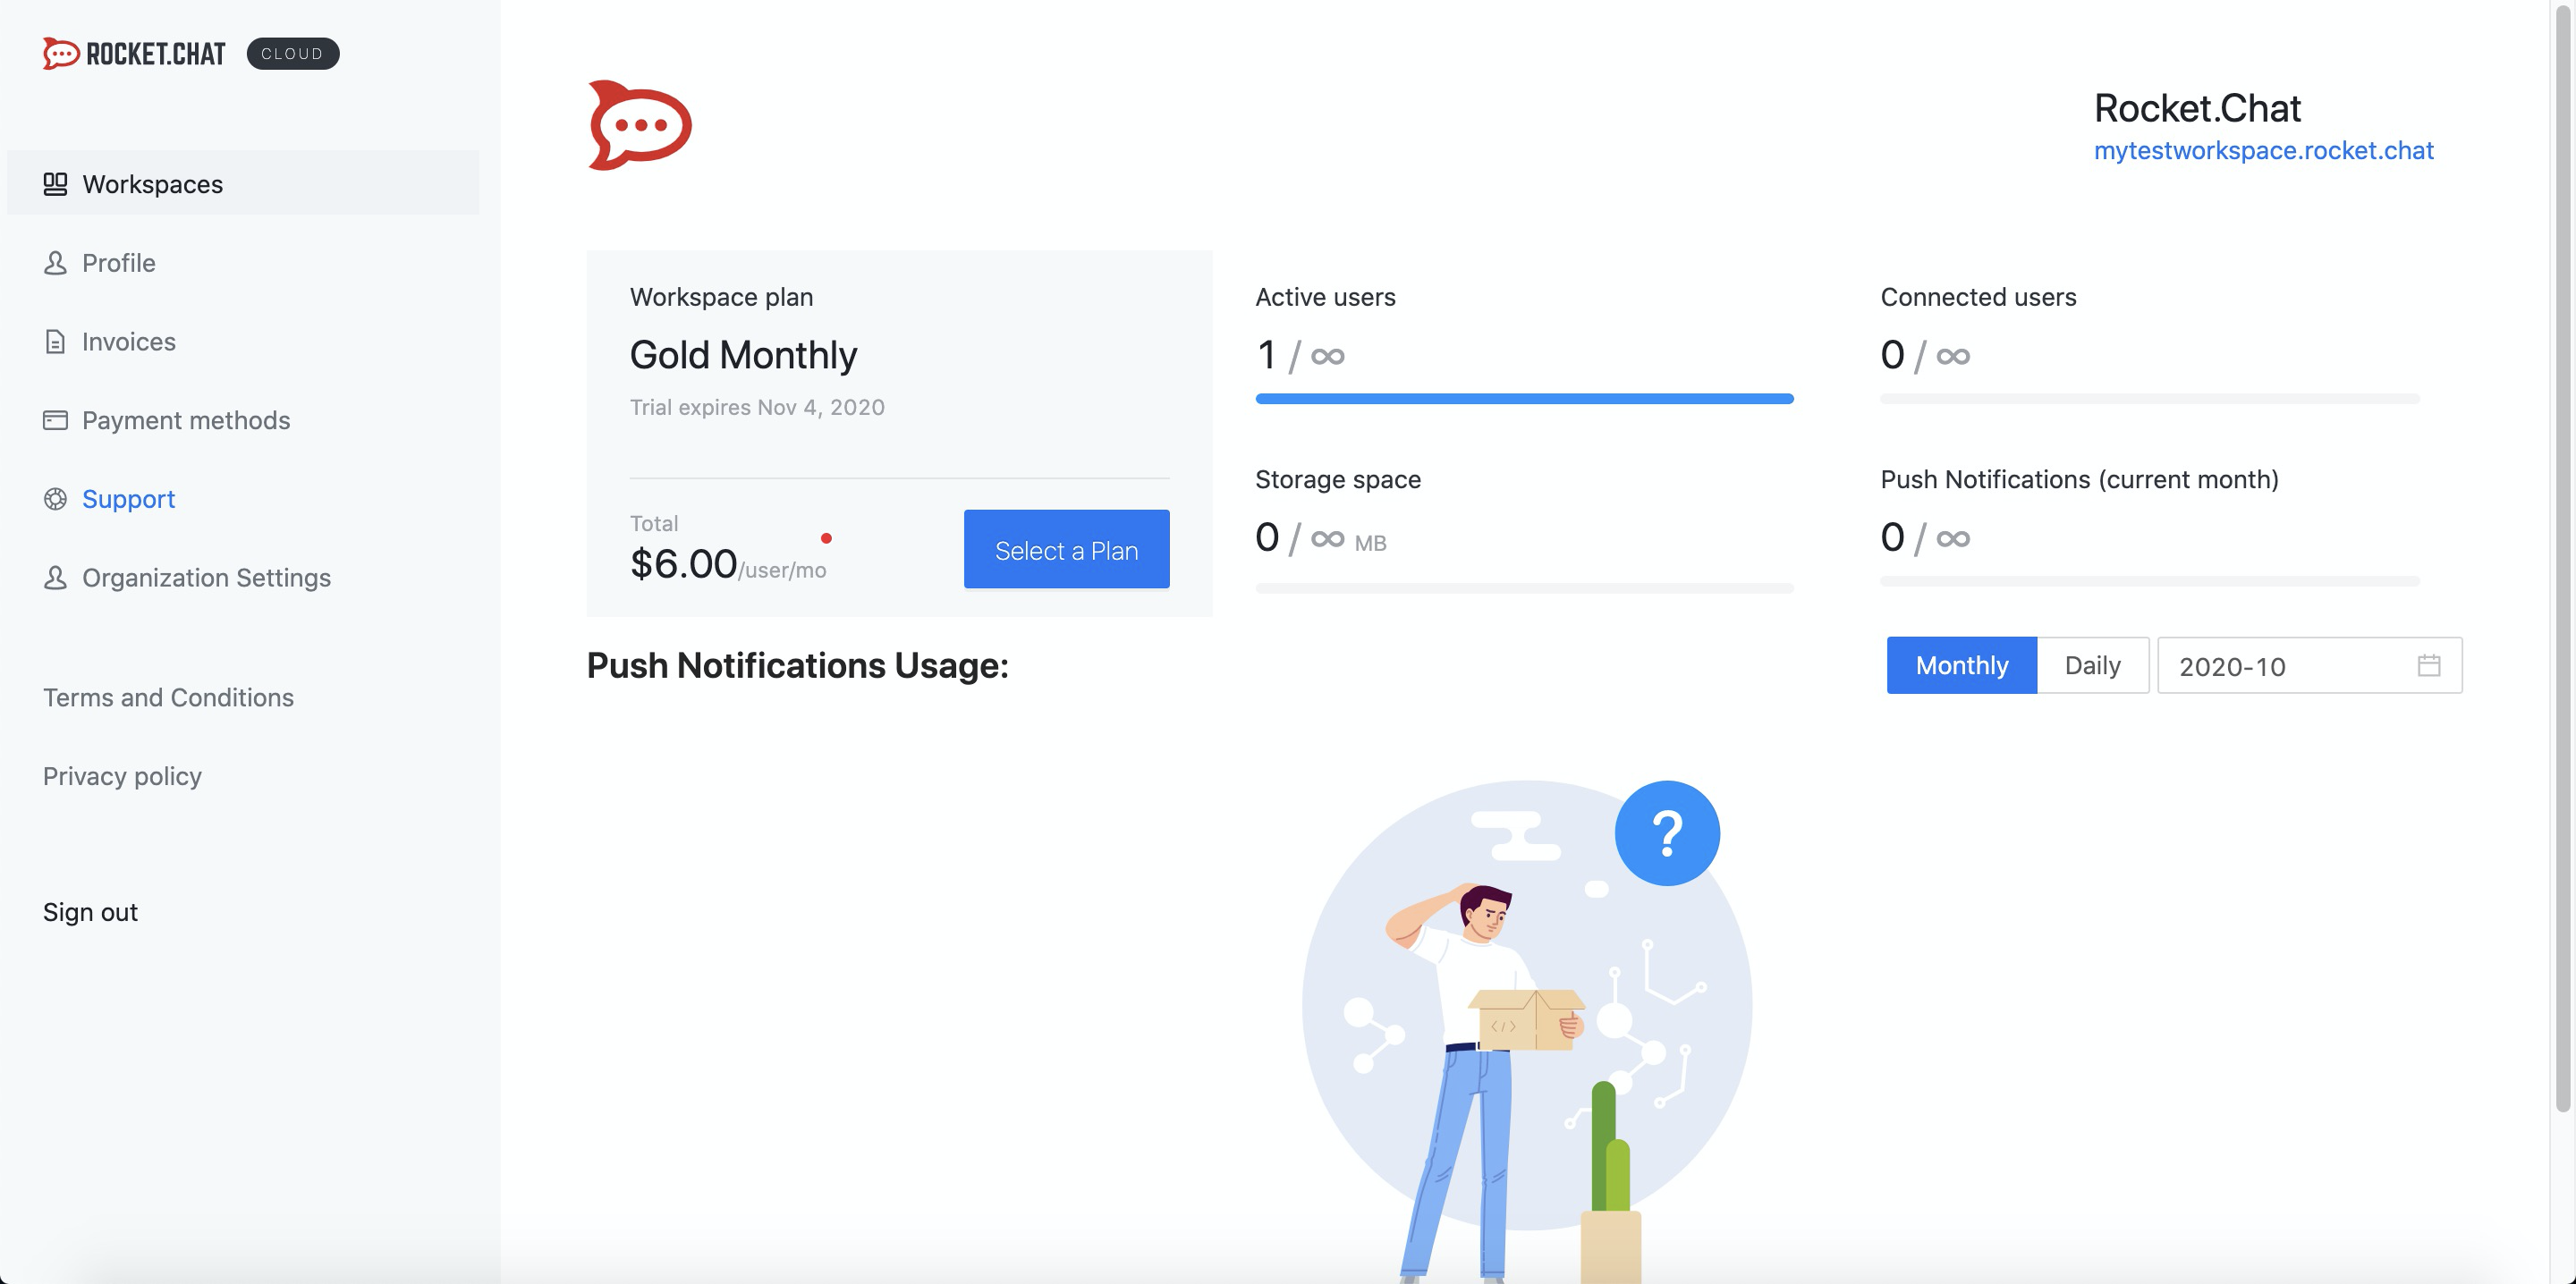 ROCKET.CHAT CLOUD
Workspaces
Profile
Invoices
Payment methods
Support
Organization Settings
Terms and Conditions
Privacy policy
Sign out
Rocket.Chat
mytestworkspace.rocket.chat
Workspace plan
Gold Monthly
Trial expires Nov 4, 2020
Total
$6.00/user/mo
Select a Plan
Active users
1 / ∞
Connected users
0 / ∞
Storage space
0 / ∞ MB
Push Notifications (current month)
0 / ∞
Push Notifications Usage:
Monthly Daily 2020-10
?
</>